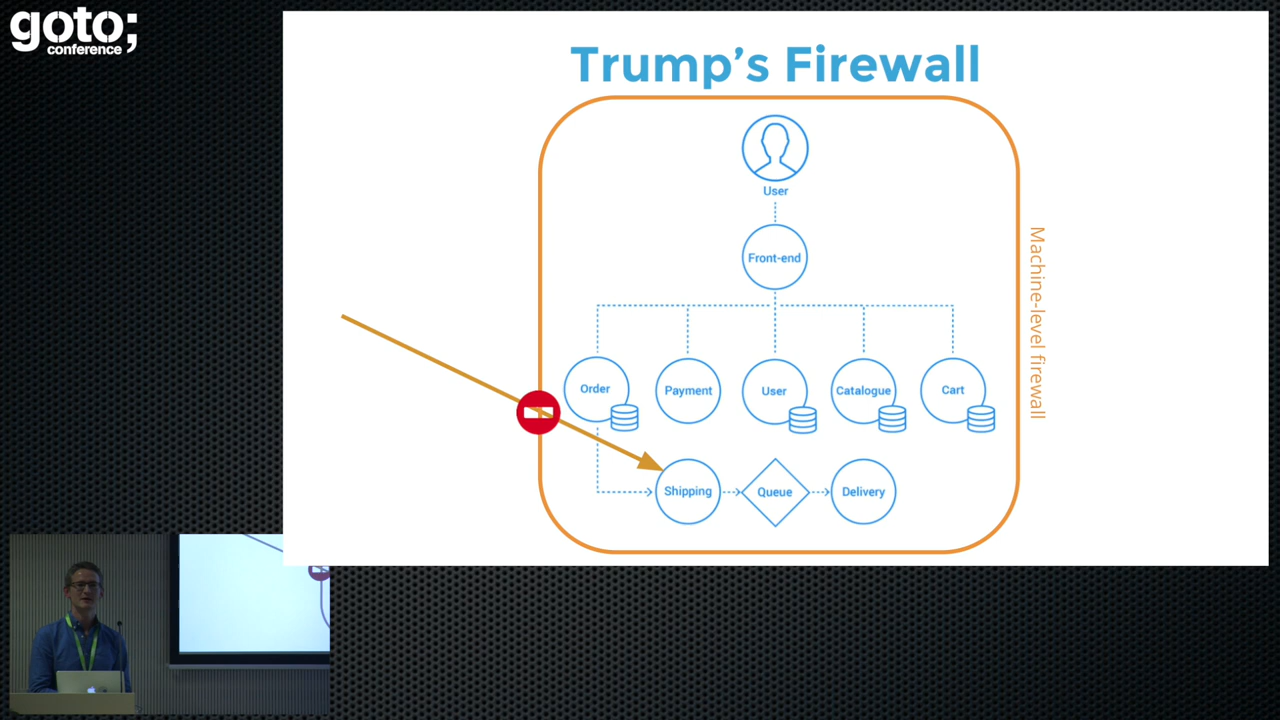 goto;
conference
Trump's Firewall
User
Front-end
Machine-level firewall
Order
Payment
User
Catalogue
Cart
Shipping
Queue
Delivery